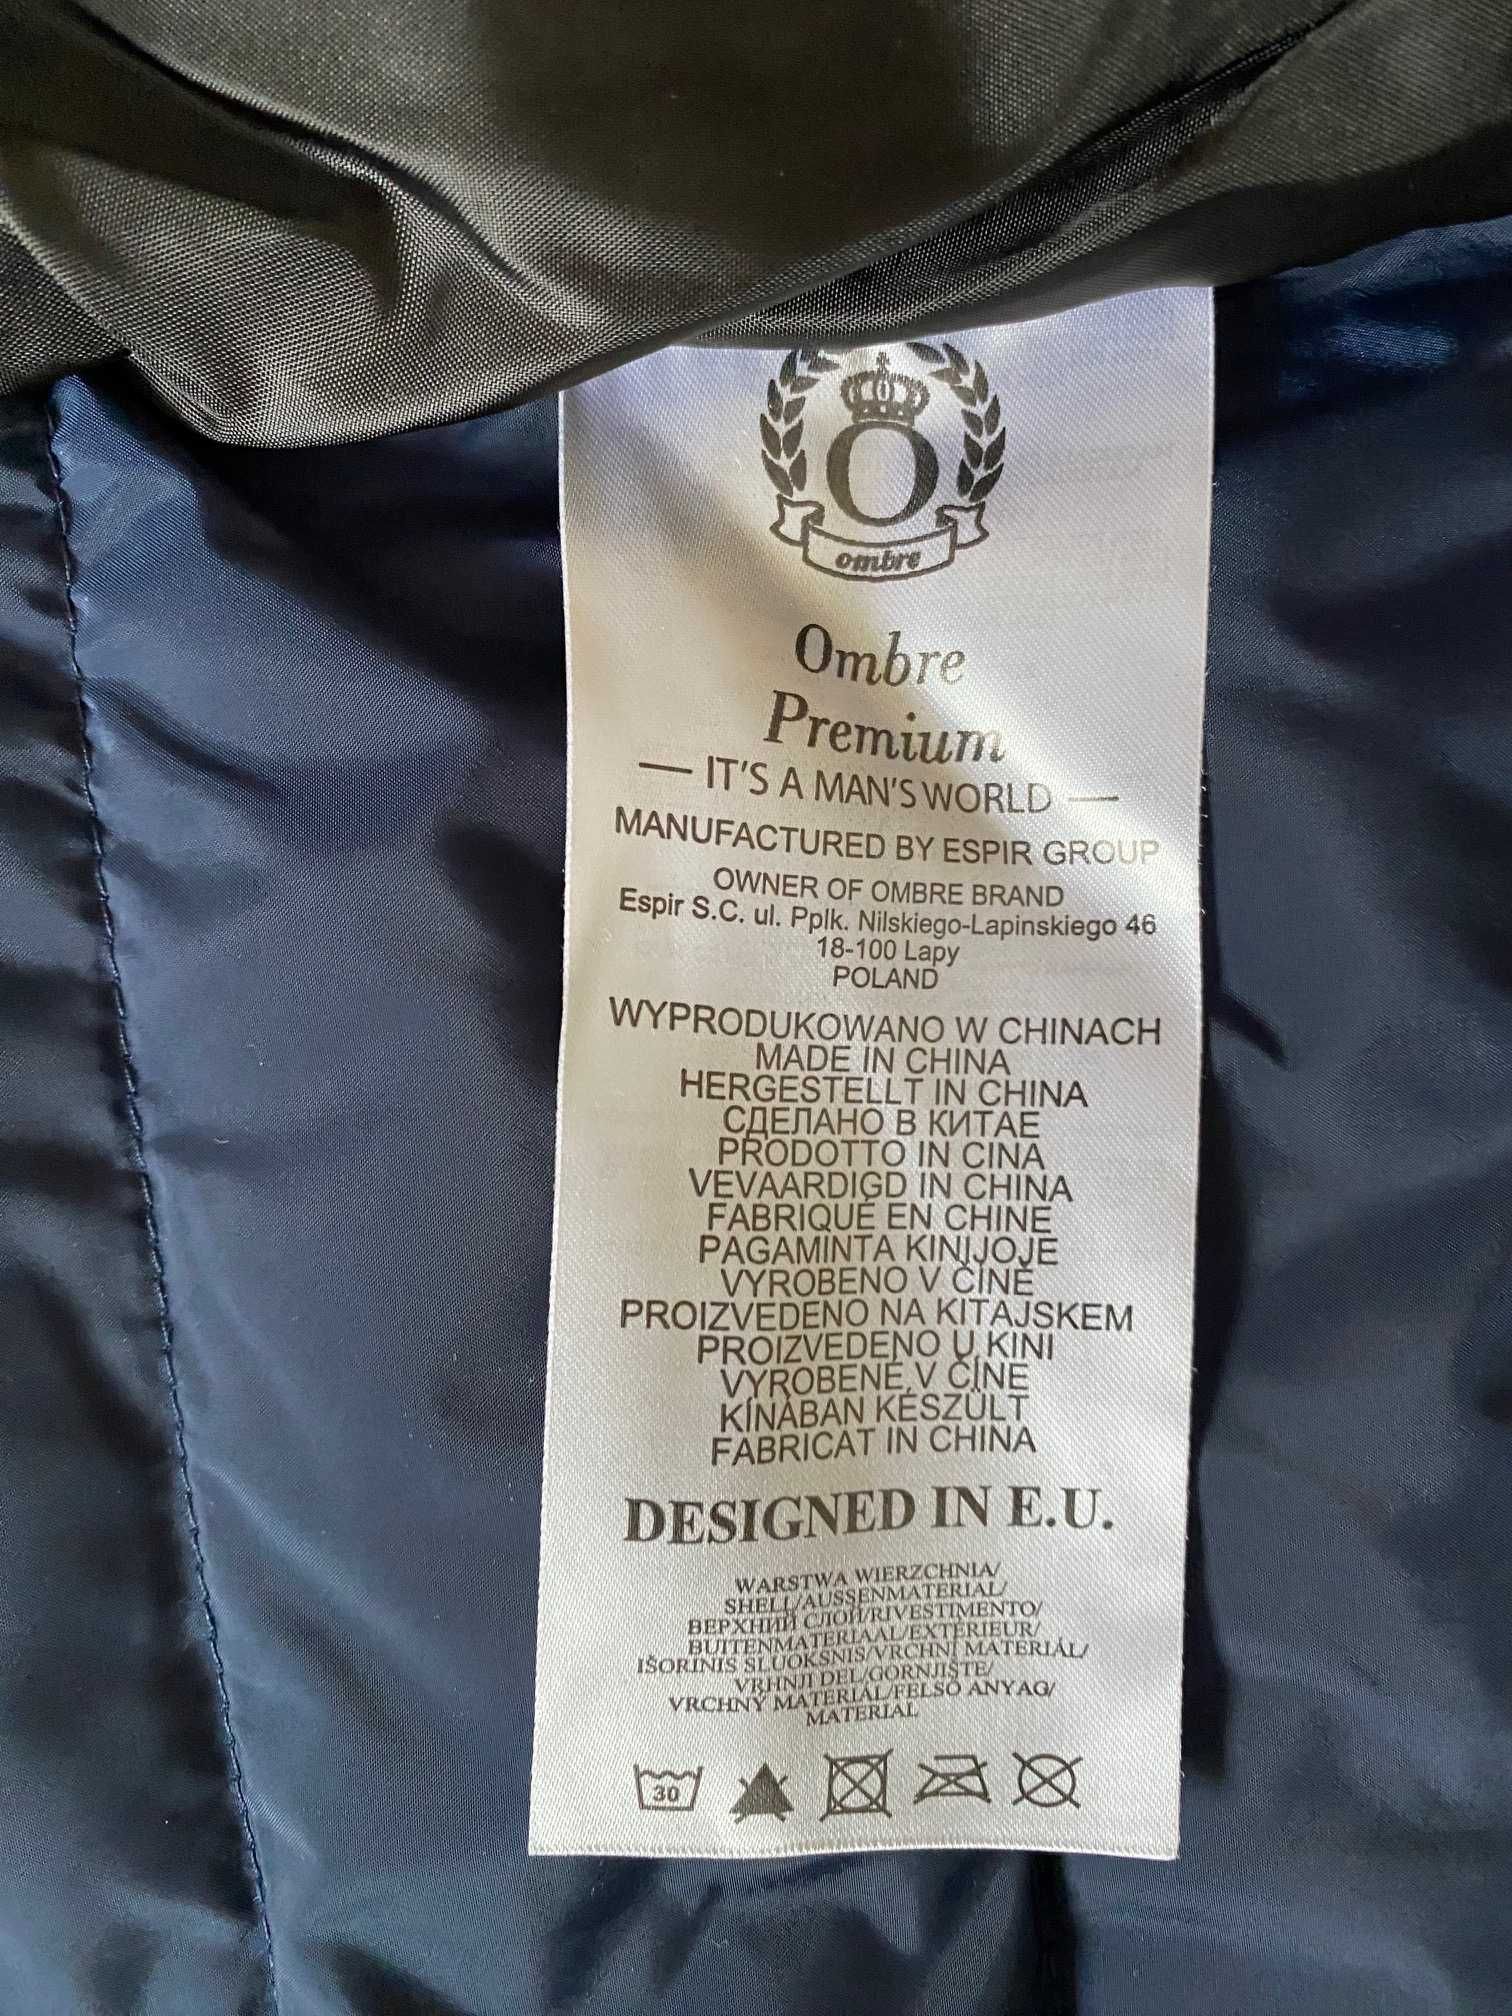 O
ombre
Ombre
Premium
— IT'S A MAN'S WORLD —
MANUFACTURED BY ESPIR GROUP
OWNER OF OMBRE BRAND
Espir S.C. ul. Pplk. Nilskiego-Lapinskiego 46
18-100 Lapy
POLAND
WYPRODUKOWANO W CHINACH
MADE IN CHINA
HERGESTELLT IN CHINA
СДЕЛАНО В КИТАЕ
PRODOTTO IN CINA
VEVAARDIGD IN CHINA
FABRIQUÉ EN CHINE
PAGAMINTA KINIJOJE
VYROBENO V ČÍNĚ
PROIZVEDENO NA KITAJSKEM
PROIZVEDENO U KINI
VYROBENÉ V ČÍNE
KÍNÁBAN KÉSZÜLT
FABRICAT IN CHINA
DESIGNED IN E.U.
WARSTWA WIERZCHNIA/
SHELL/AUSSENMATERIAL/
ВЕРХНИЙ СЛОЙ/RIVESTIMENTO/
BUITENMATERIAAL/EXTÉRIEUR/
IŠORINIS SLUOKSNIS/VRCHNÍ MATERIÁL/
VRHNJI DEL/GORNJIŠTE/
VRCHNÝ MATERIÁL/FELSŐ ANYAG/
MATERIAL
30